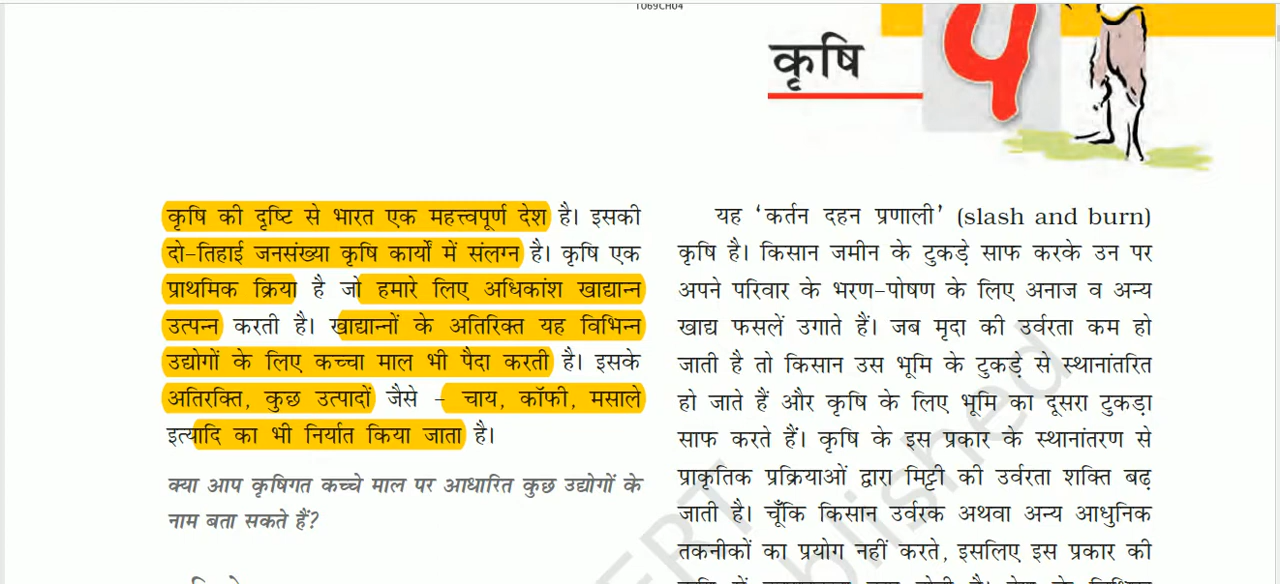 1069CH04
कृषि
कृषि की दृष्टि से भारत एक महत्त्वपूर्ण देश है। इसकी
दो-तिहाई जनसंख्या कृषि कार्यों में संलग्न है। कृषि एक
प्राथमिक क्रिया है जो हमारे लिए अधिकांश खाद्यान्न
उत्पन्न करती है। खाद्यान्नों के अतिरिक्त यह विभिन्न
उद्योगों के लिए कच्चा माल भी पैदा करती है। इसके
अतिरक्ति, कुछ उत्पादों जैसे - चाय, कॉफी, मसाले
इत्यादि का भी निर्यात किया जाता है।
क्या आप कृषिगत कच्चे माल पर आधारित कुछ उद्योगों के
नाम बता सकते हैं?
यह ‘कर्तन दहन प्रणाली’ (slash and burn)
कृषि है। किसान जमीन के टुकड़े साफ करके उन पर
अपने परिवार के भरण-पोषण के लिए अनाज व अन्य
खाद्य फसलें उगाते हैं। जब मृदा की उर्वरता कम हो
जाती है तो किसान उस भूमि के टुकड़े से स्थानांतरित
हो जाते हैं और कृषि के लिए भूमि का दूसरा टुकड़ा
साफ करते हैं। कृषि के इस प्रकार के स्थानांतरण से
प्राकृतिक प्रक्रियाओं द्वारा मिट्टी की उर्वरता शक्ति बढ़
जाती है। चूँकि किसान उर्वरक अथवा अन्य आधुनिक
तकनीकों का प्रयोग नहीं करते, इसलिए इस प्रकार की